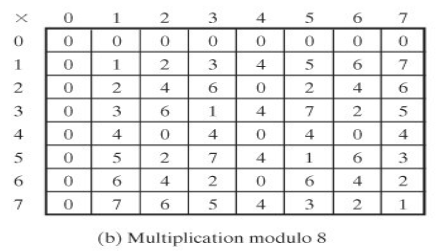 × 0 1 2 3 4 5 6 7
0 0 0 0 0 0 0 0 0
1 0 1 2 3 4 5 6 7
2 0 2 4 6 0 2 4 6
3 0 3 6 1 4 7 2 5
4 0 4 0 4 0 4 0 4
5 0 5 2 7 4 1 6 3
6 0 6 4 2 0 6 4 2
7 0 7 6 5 4 3 2 1
(b) Multiplication modulo 8